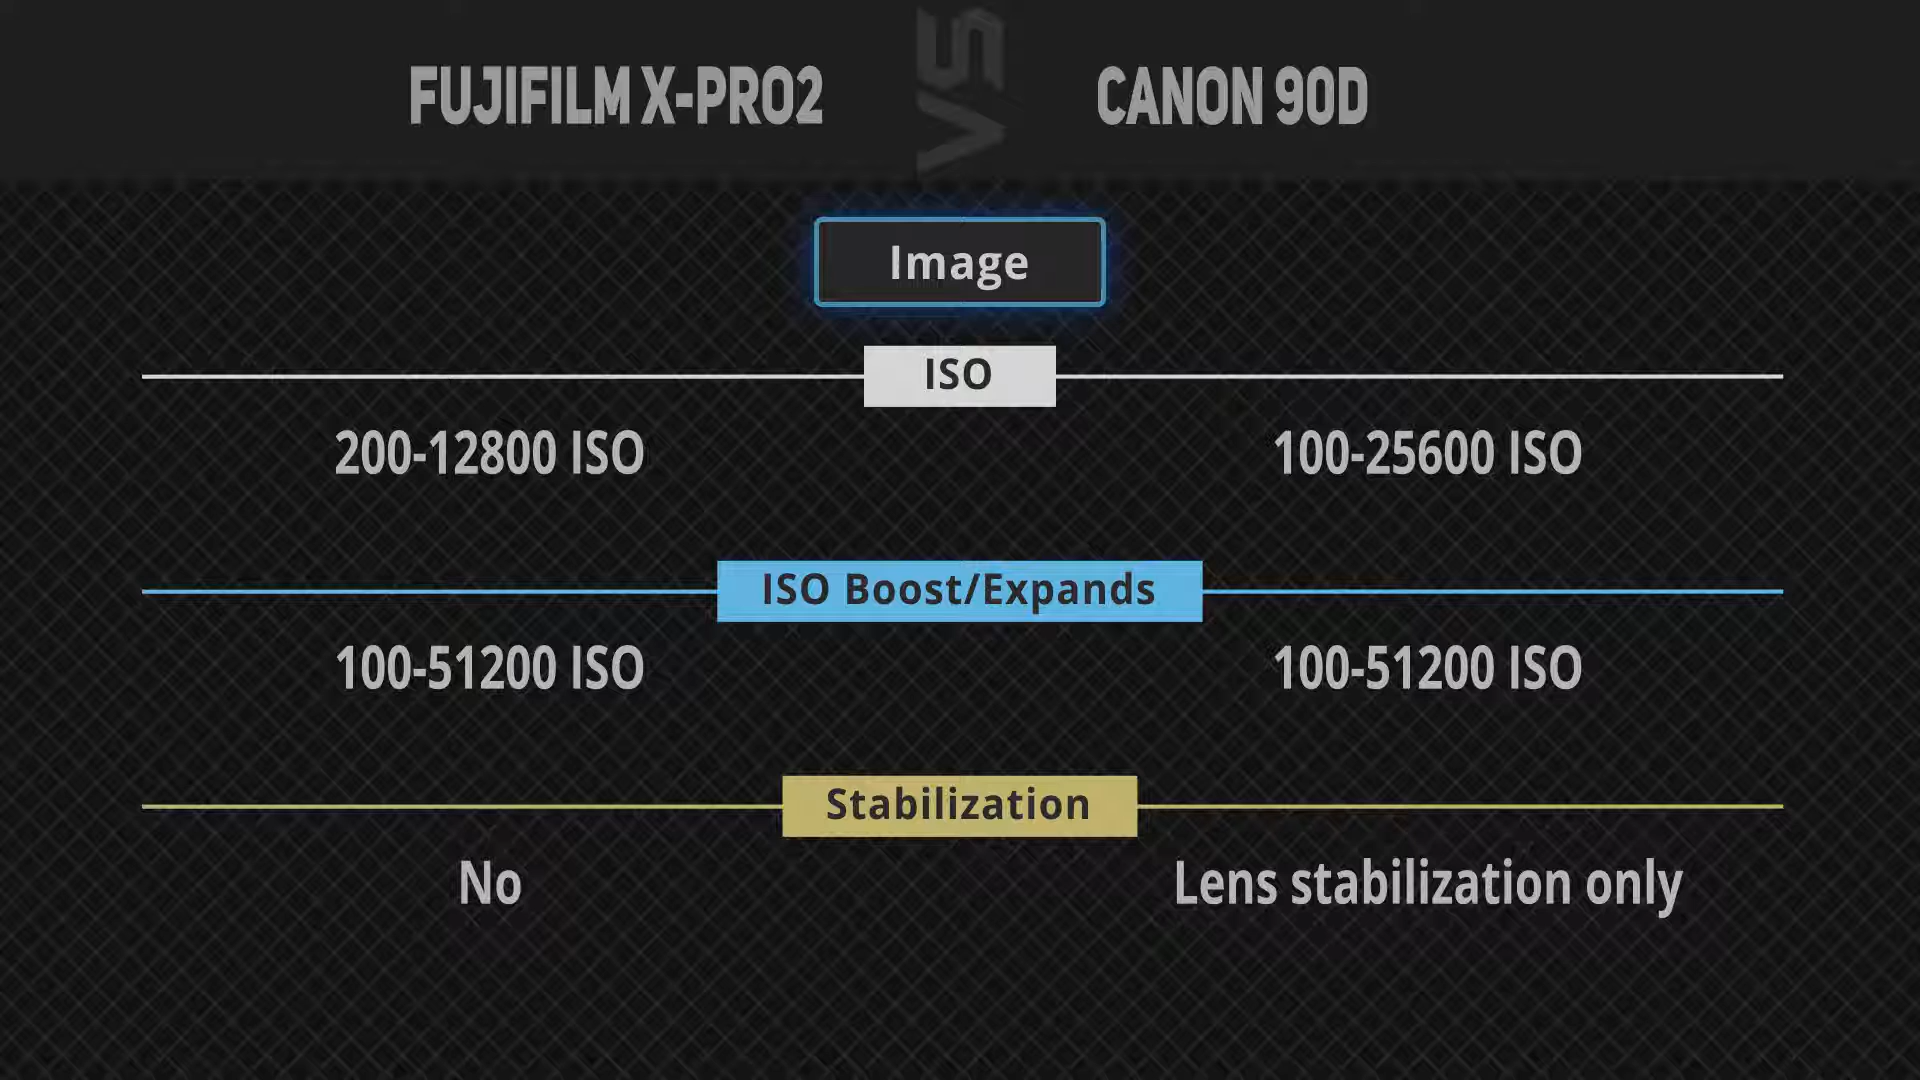 FUJIFILM X-PRO2
VS
CANON 90D
Image
ISO
200-12800 ISO
100-25600 ISO
ISO Boost/Expands
100-51200 ISO
100-51200 ISO
Stabilization
No
Lens stabilization only